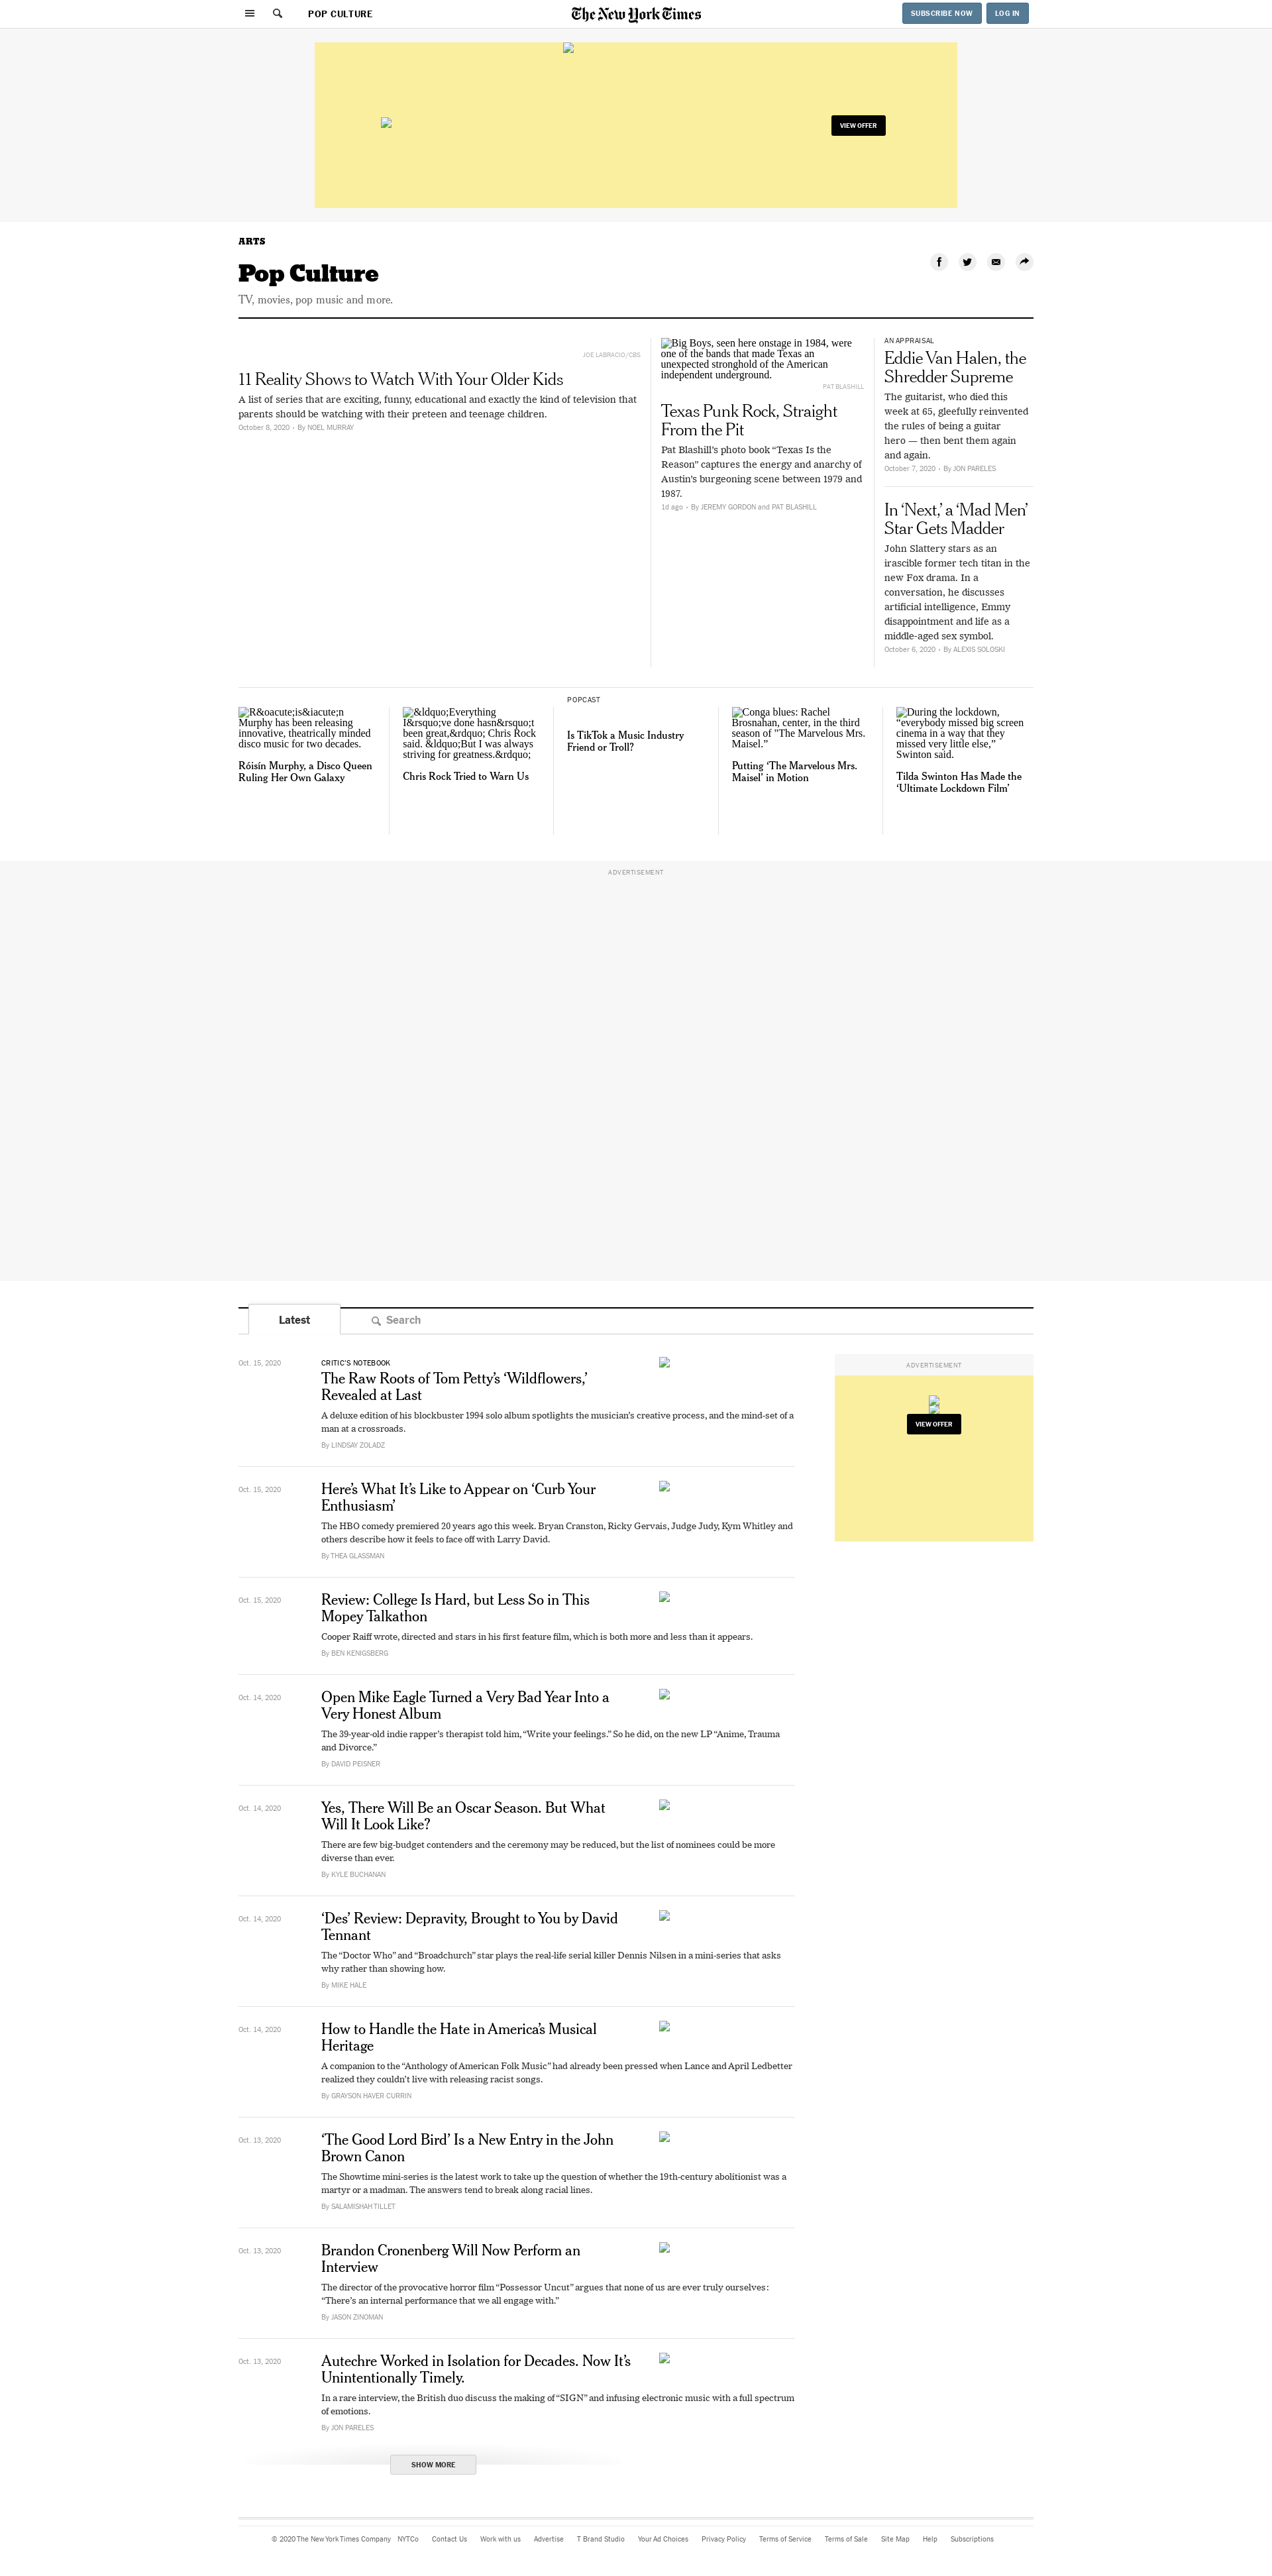 POP CULTURE
The New York Times
SUBSCRIBE NOW
LOG IN
VIEW OFFER
ARTS
Pop Culture
TV, movies, pop music and more.
JOE LABRACIO/CBS
11 Reality Shows to Watch With Your Older Kids
A list of series that are exciting, funny, educational and exactly the kind of television that
parents should be watching with their preteen and teenage children.
October 8, 2020 • By NOEL MURRAY
Big Boys, seen here onstage in 1984, were
one of the bands that made Texas an
unexpected stronghold of the American
independent underground.
PAT BLASHILL
Texas Punk Rock, Straight
From the Pit
Pat Blashill’s photo book “Texas Is the
Reason” captures the energy and anarchy of
Austin’s burgeoning scene between 1979 and
1987.
1d ago • By JEREMY GORDON and PAT BLASHILL
AN APPRAISAL
Eddie Van Halen, the
Shredder Supreme
The guitarist, who died this
week at 65, gleefully reinvented
the rules of being a guitar
hero — then bent them again
and again.
October 7, 2020 • By JON PARELES
In ‘Next,’ a ‘Mad Men’
Star Gets Madder
John Slattery stars as an
irascible former tech titan in the
new Fox drama. In a
conversation, he discusses
artificial intelligence, Emmy
disappointment and life as a
middle-aged sex symbol.
October 6, 2020 • By ALEXIS SOLOSKI
R&oacute;is&iacute;n
Murphy has been releasing
innovative, theatrically minded
disco music for two decades.
Róisín Murphy, a Disco Queen
Ruling Her Own Galaxy
&ldquo;Everything
I&rsquo;ve done hasn&rsquo;t
been great,&rdquo; Chris Rock
said. &ldquo;But I was always
striving for greatness.&rdquo;
Chris Rock Tried to Warn Us
POPCAST
Is TikTok a Music Industry
Friend or Troll?
Conga blues: Rachel
Brosnahan, center, in the third
season of "The Marvelous Mrs.
Maisel.”
Putting ‘The Marvelous Mrs.
Maisel’ in Motion
During the lockdown,
“everybody missed big screen
cinema in a way that they
missed very little else,”
Swinton said.
Tilda Swinton Has Made the
‘Ultimate Lockdown Film’
ADVERTISEMENT
Latest
Search
Oct. 15, 2020
CRITIC’S NOTEBOOK
The Raw Roots of Tom Petty’s ‘Wildflowers,’
Revealed at Last
A deluxe edition of his blockbuster 1994 solo album spotlights the musician’s creative process, and the mind-set of a
man at a crossroads.
By LINDSAY ZOLADZ
ADVERTISEMENT
VIEW OFFER
Oct. 15, 2020
Here’s What It’s Like to Appear on ‘Curb Your
Enthusiasm’
The HBO comedy premiered 20 years ago this week. Bryan Cranston, Ricky Gervais, Judge Judy, Kym Whitley and
others describe how it feels to face off with Larry David.
By THEA GLASSMAN
Oct. 15, 2020
Review: College Is Hard, but Less So in This
Mopey Talkathon
Cooper Raiff wrote, directed and stars in his first feature film, which is both more and less than it appears.
By BEN KENIGSBERG
Oct. 14, 2020
Open Mike Eagle Turned a Very Bad Year Into a
Very Honest Album
The 39-year-old indie rapper’s therapist told him, “Write your feelings.” So he did, on the new LP “Anime, Trauma
and Divorce.”
By DAVID PEISNER
Oct. 14, 2020
Yes, There Will Be an Oscar Season. But What
Will It Look Like?
There are few big-budget contenders and the ceremony may be reduced, but the list of nominees could be more
diverse than ever.
By KYLE BUCHANAN
Oct. 14, 2020
‘Des’ Review: Depravity, Brought to You by David
Tennant
The “Doctor Who” and “Broadchurch” star plays the real-life serial killer Dennis Nilsen in a mini-series that asks
why rather than showing how.
By MIKE HALE
Oct. 14, 2020
How to Handle the Hate in America’s Musical
Heritage
A companion to the “Anthology of American Folk Music” had already been pressed when Lance and April Ledbetter
realized they couldn’t live with releasing racist songs.
By GRAYSON HAVER CURRIN
Oct. 13, 2020
‘The Good Lord Bird’ Is a New Entry in the John
Brown Canon
The Showtime mini-series is the latest work to take up the question of whether the 19th-century abolitionist was a
martyr or a madman. The answers tend to break along racial lines.
By SALAMISHAH TILLET
Oct. 13, 2020
Brandon Cronenberg Will Now Perform an
Interview
The director of the provocative horror film “Possessor Uncut” argues that none of us are ever truly ourselves:
“There’s an internal performance that we all engage with.”
By JASON ZINOMAN
Oct. 13, 2020
Autechre Worked in Isolation for Decades. Now It’s
Unintentionally Timely.
In a rare interview, the British duo discuss the making of “SIGN” and infusing electronic music with a full spectrum
of emotions.
By JON PARELES
SHOW MORE
© 2020 The New York Times Company NYTCo Contact Us Work with us Advertise T Brand Studio Your Ad Choices Privacy Policy Terms of Service Terms of Sale Site Map Help Subscriptions